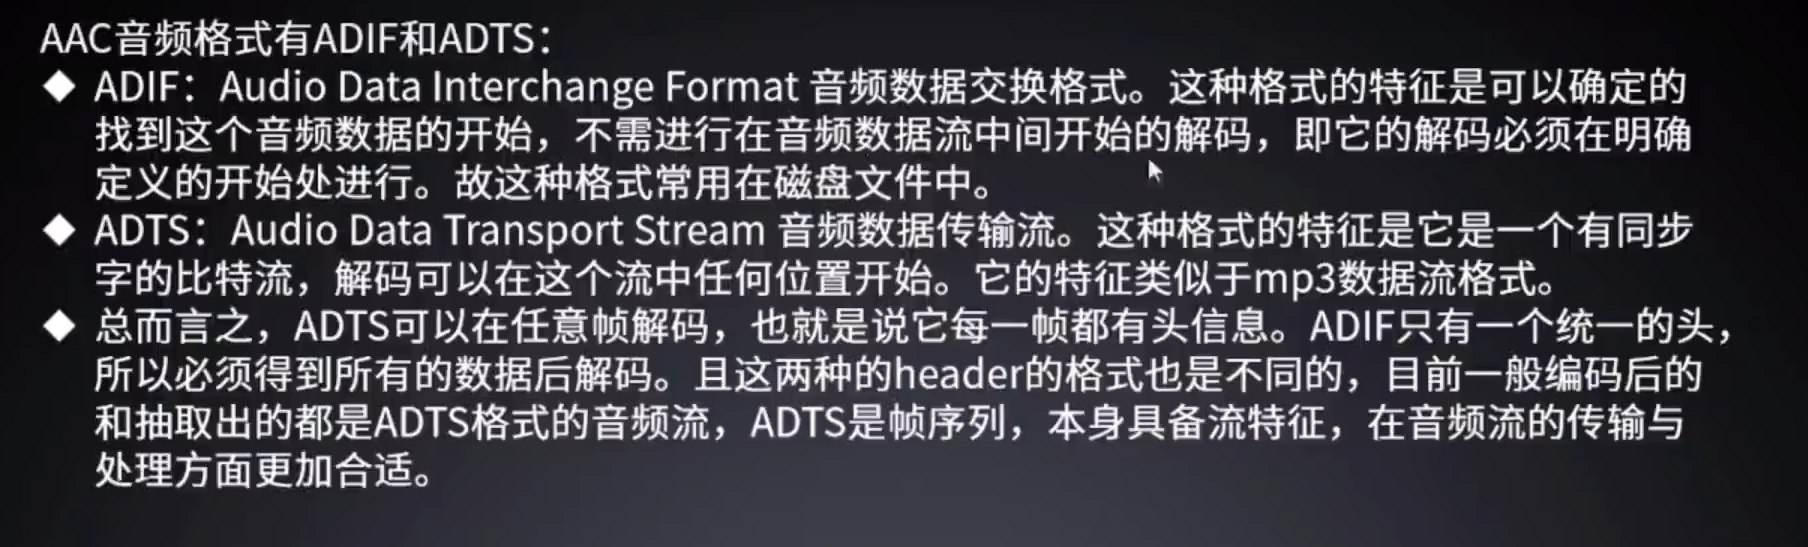 AAC音频格式有ADIF和ADTS：
◆ ADIF：Audio Data Interchange Format 音频数据交换格式。这种格式的特征是可以确定的
找到这个音频数据的开始，不需进行在音频数据流中间开始的解码，即它的解码必须在明确
定义的开始处进行。故这种格式常用在磁盘文件中。
◆ ADTS：Audio Data Transport Stream 音频数据传输流。这种格式的特征是它是一个有同步
字的比特流，解码可以在这个流中任何位置开始。它的特征类似于mp3数据流格式。
◆ 总而言之，ADTS可以在任意帧解码，也就是说它每一帧都有头信息。ADIF只有一个统一的头，
所以必须得到所有的数据后解码。且这两种的header的格式也是不同的，目前一般编码后的
和抽取出的都是ADTS格式的音频流，ADTS是帧序列，本身具备流特征，在音频流的传输与
处理方面更加合适。